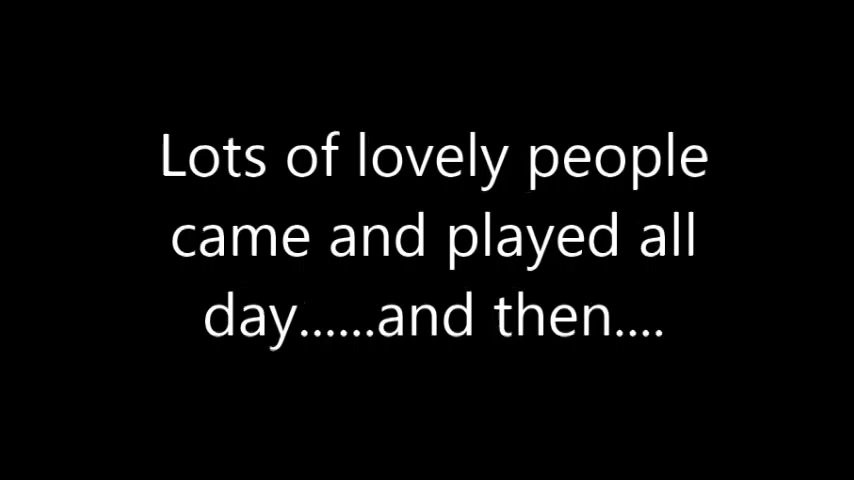 Lots of lovely people
came and played all
day......and then....